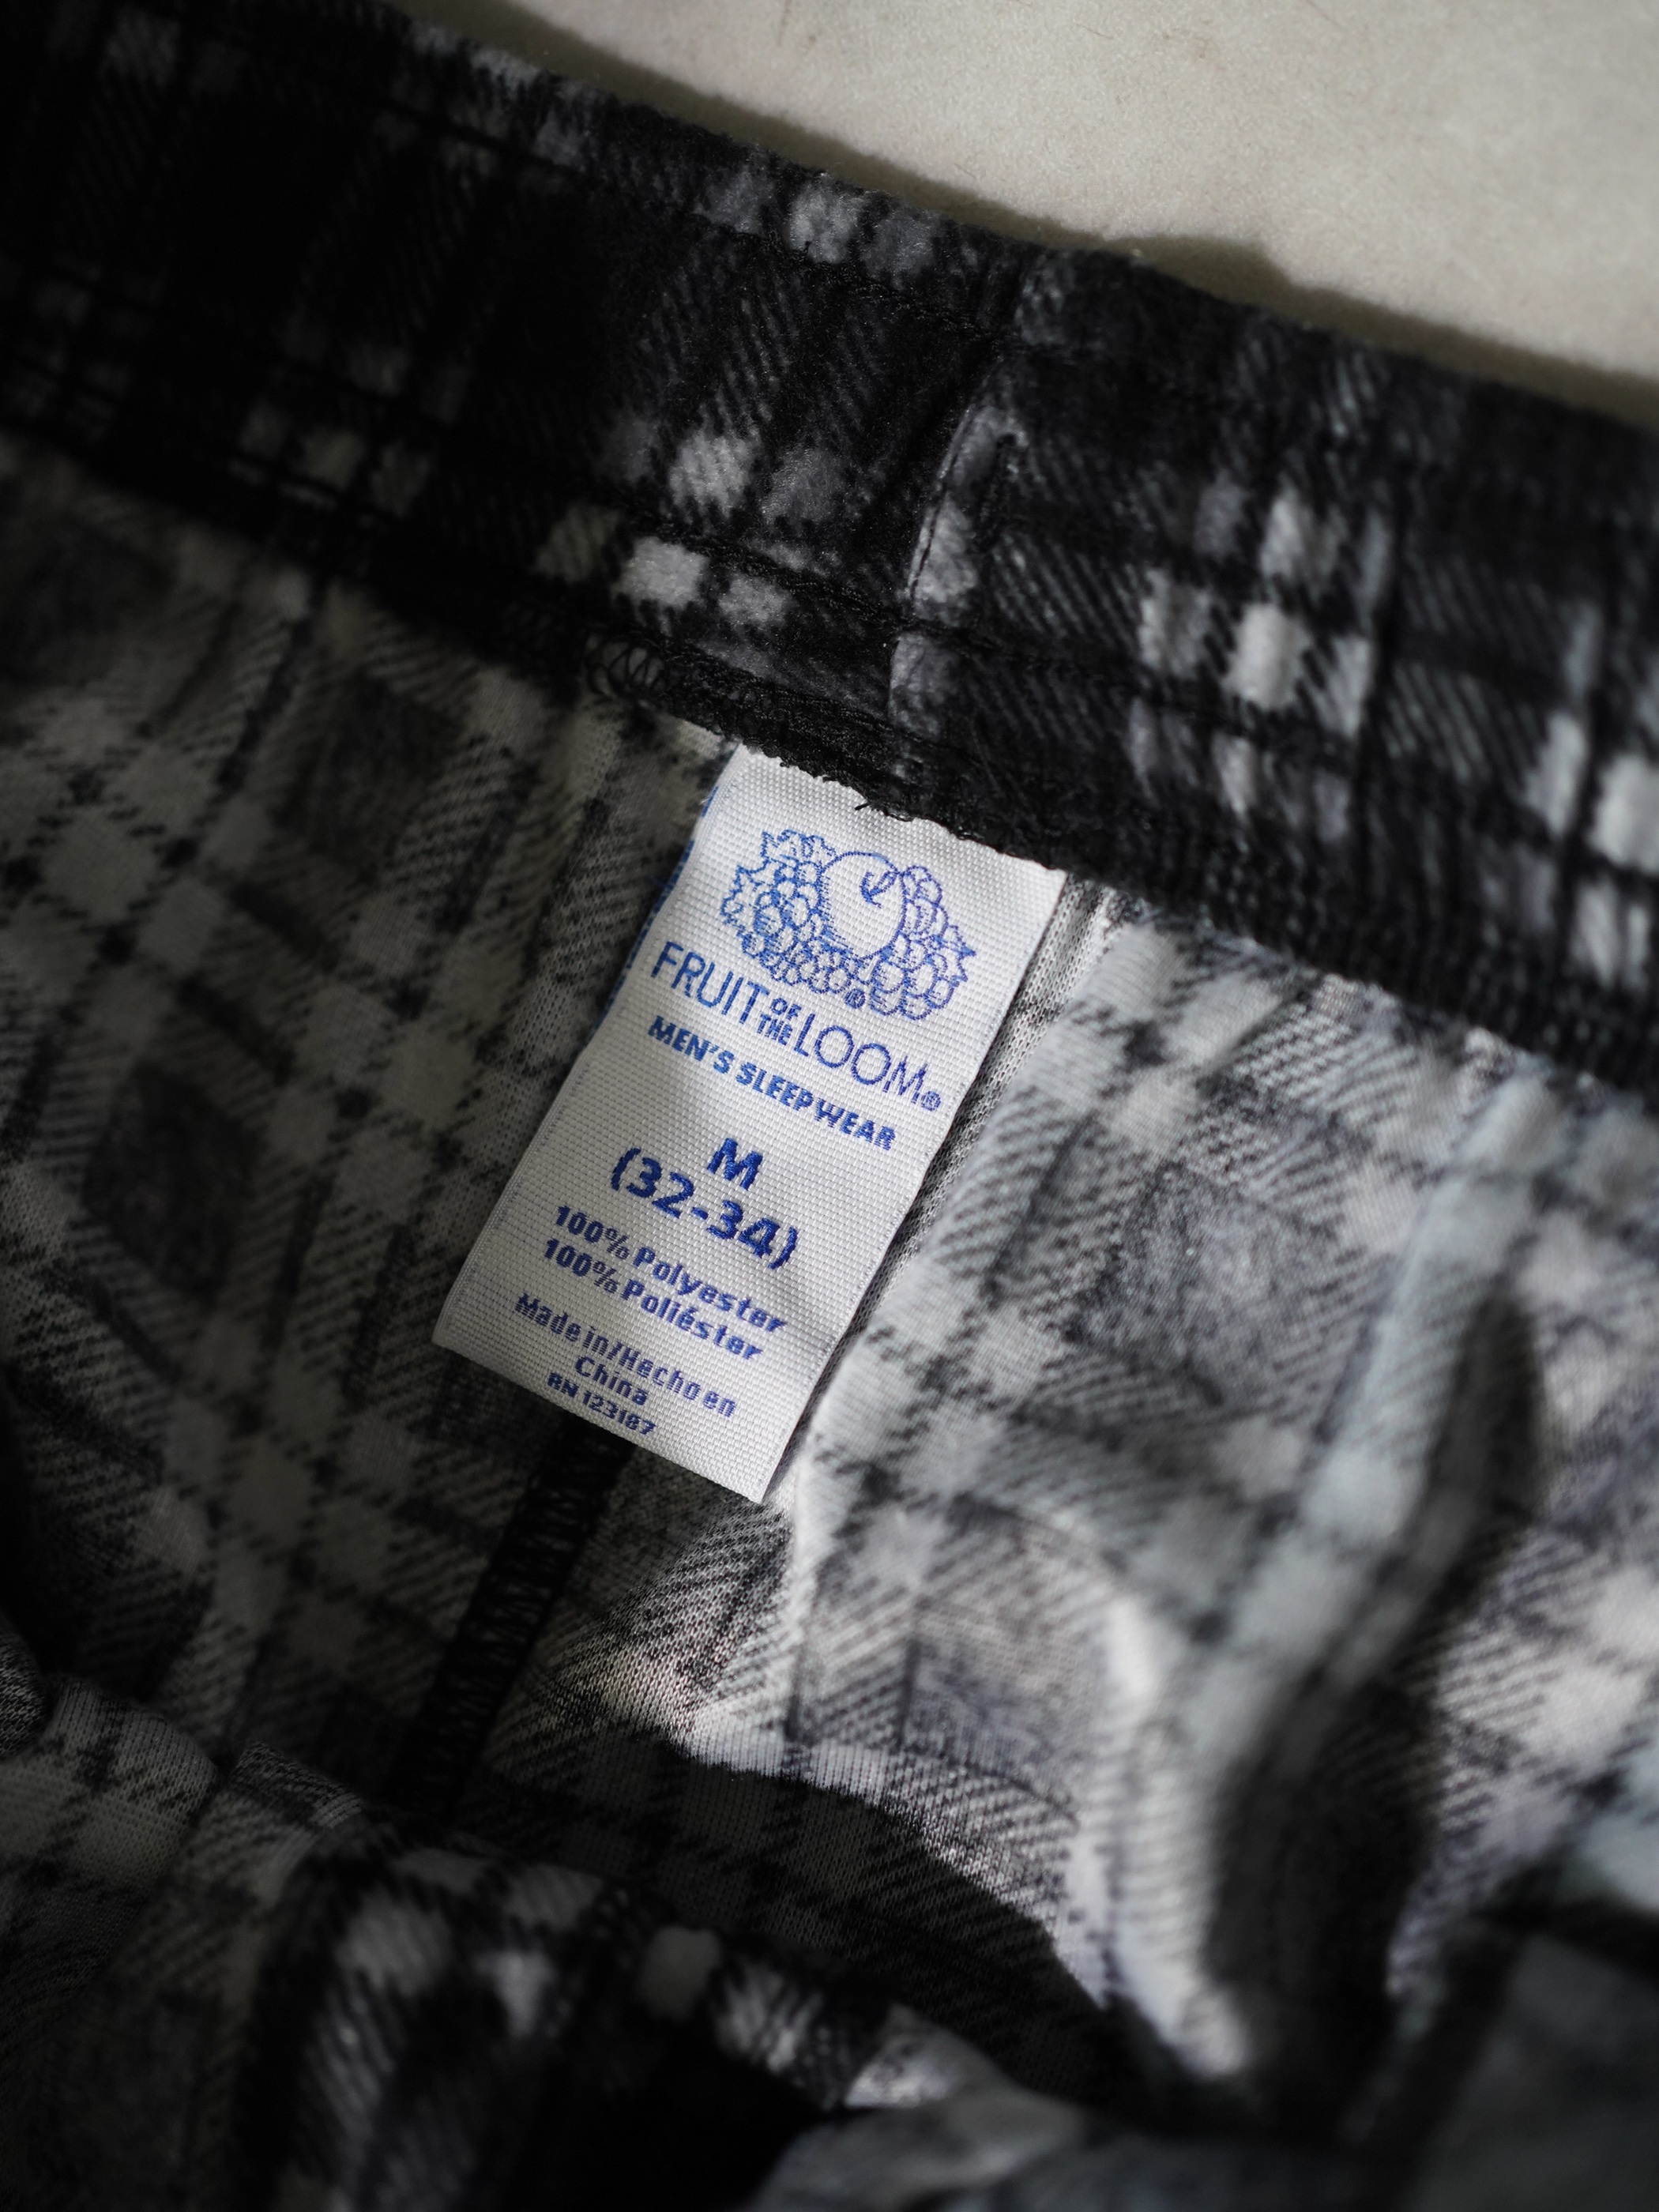 ®
FRUIT OF THE LOOM®
MEN'S SLEEPWEAR
M
(32-34)
100% Polyester
100% Poliéster
Made in/Hecho en
China
RN 123187